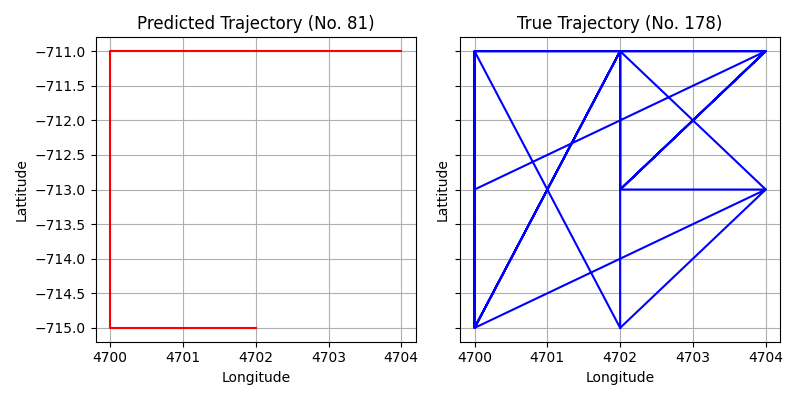 Predicted Trajectory (No. 81)
True Trajectory (No. 178)
Lattitude
−711.0
−711.5
−712.0
−712.5
−713.0
−713.5
−714.0
−714.5
−715.0
4700 4701 4702 4703 4704
Longitude
Lattitude
4700 4701 4702 4703 4704
Longitude